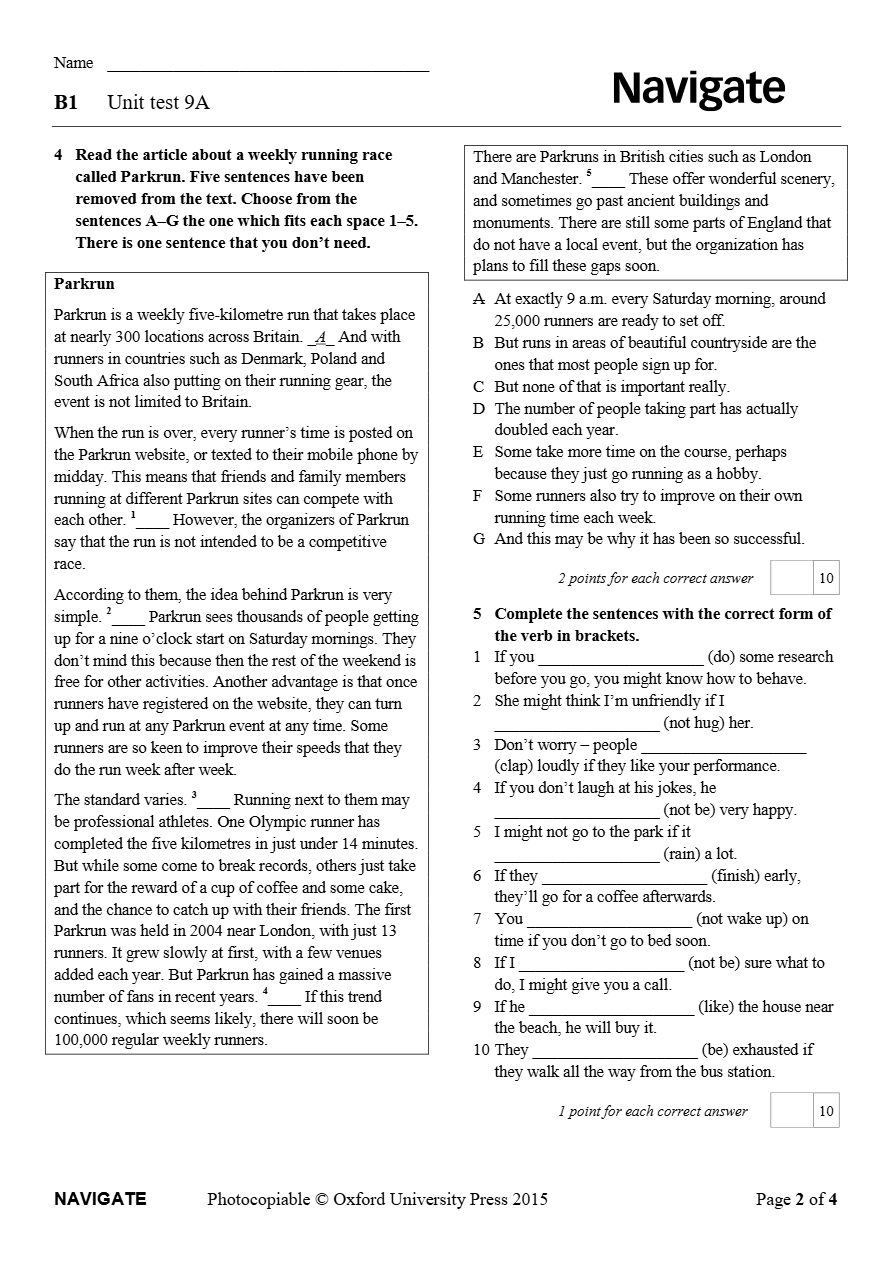 Name ____________________
Navigate
B1 Unit test 9A
4 Read the article about a weekly running race
called Parkrun. Five sentences have been
removed from the text. Choose from the
sentences A–G the one which fits each space 1–5.
There is one sentence that you don’t need.
Parkrun
Parkrun is a weekly five-kilometre run that takes place
at nearly 300 locations across Britain. _A_ And with
runners in countries such as Denmark, Poland and
South Africa also putting on their running gear, the
event is not limited to Britain.
When the run is over, every runner’s time is posted on
the Parkrun website, or texted to their mobile phone by
midday. This means that friends and family members
running at different Parkrun sites can compete with
each other. 1____ However, the organizers of Parkrun
say that the run is not intended to be a competitive
race.
According to them, the idea behind Parkrun is very
simple. 2____ Parkrun sees thousands of people getting
up for a nine o’clock start on Saturday mornings. They
don’t mind this because then the rest of the weekend is
free for other activities. Another advantage is that once
runners have registered on the website, they can turn
up and run at any Parkrun event at any time. Some
runners are so keen to improve their speeds that they
do the run week after week.
The standard varies. 3____ Running next to them may
be professional athletes. One Olympic runner has
completed the five kilometres in just under 14 minutes.
But while some come to break records, others just take
part for the reward of a cup of coffee and some cake,
and the chance to catch up with their friends. The first
Parkrun was held in 2004 near London, with just 13
runners. It grew slowly at first, with a few venues
added each year. But Parkrun has gained a massive
number of fans in recent years. 4____ If this trend
continues, which seems likely, there will soon be
100,000 regular weekly runners.
There are Parkruns in British cities such as London
and Manchester. 5____ These offer wonderful scenery,
and sometimes go past ancient buildings and
monuments. There are still some parts of England that
do not have a local event, but the organization has
plans to fill these gaps soon.
A At exactly 9 a.m. every Saturday morning, around
25,000 runners are ready to set off.
B But runs in areas of beautiful countryside are the
ones that most people sign up for.
C But none of that is important really.
D The number of people taking part has actually
doubled each year.
E Some take more time on the course, perhaps
because they just go running as a hobby.
F Some runners also try to improve on their own
running time each week.
G And this may be why it has been so successful.
2 points for each correct answer 10
5 Complete the sentences with the correct form of
the verb in brackets.
1 If you ____________________ (do) some research
before you go, you might know how to behave.
2 She might think I’m unfriendly if I
____________________ (not hug) her.
3 Don’t worry – people ____________________
(clap) loudly if they like your performance.
4 If you don’t laugh at his jokes, he
____________________ (not be) very happy.
5 I might not go to the park if it
____________________ (rain) a lot.
6 If they ____________________ (finish) early,
they’ll go for a coffee afterwards.
7 You ____________________ (not wake up) on
time if you don’t go to bed soon.
8 If I ____________________ (not be) sure what to
do, I might give you a call.
9 If he ____________________ (like) the house near
the beach, he will buy it.
10 They ____________________ (be) exhausted if
they walk all the way from the bus station.
1 point for each correct answer 10
NAVIGATE Photocopiable © Oxford University Press 2015 Page 2 of 4